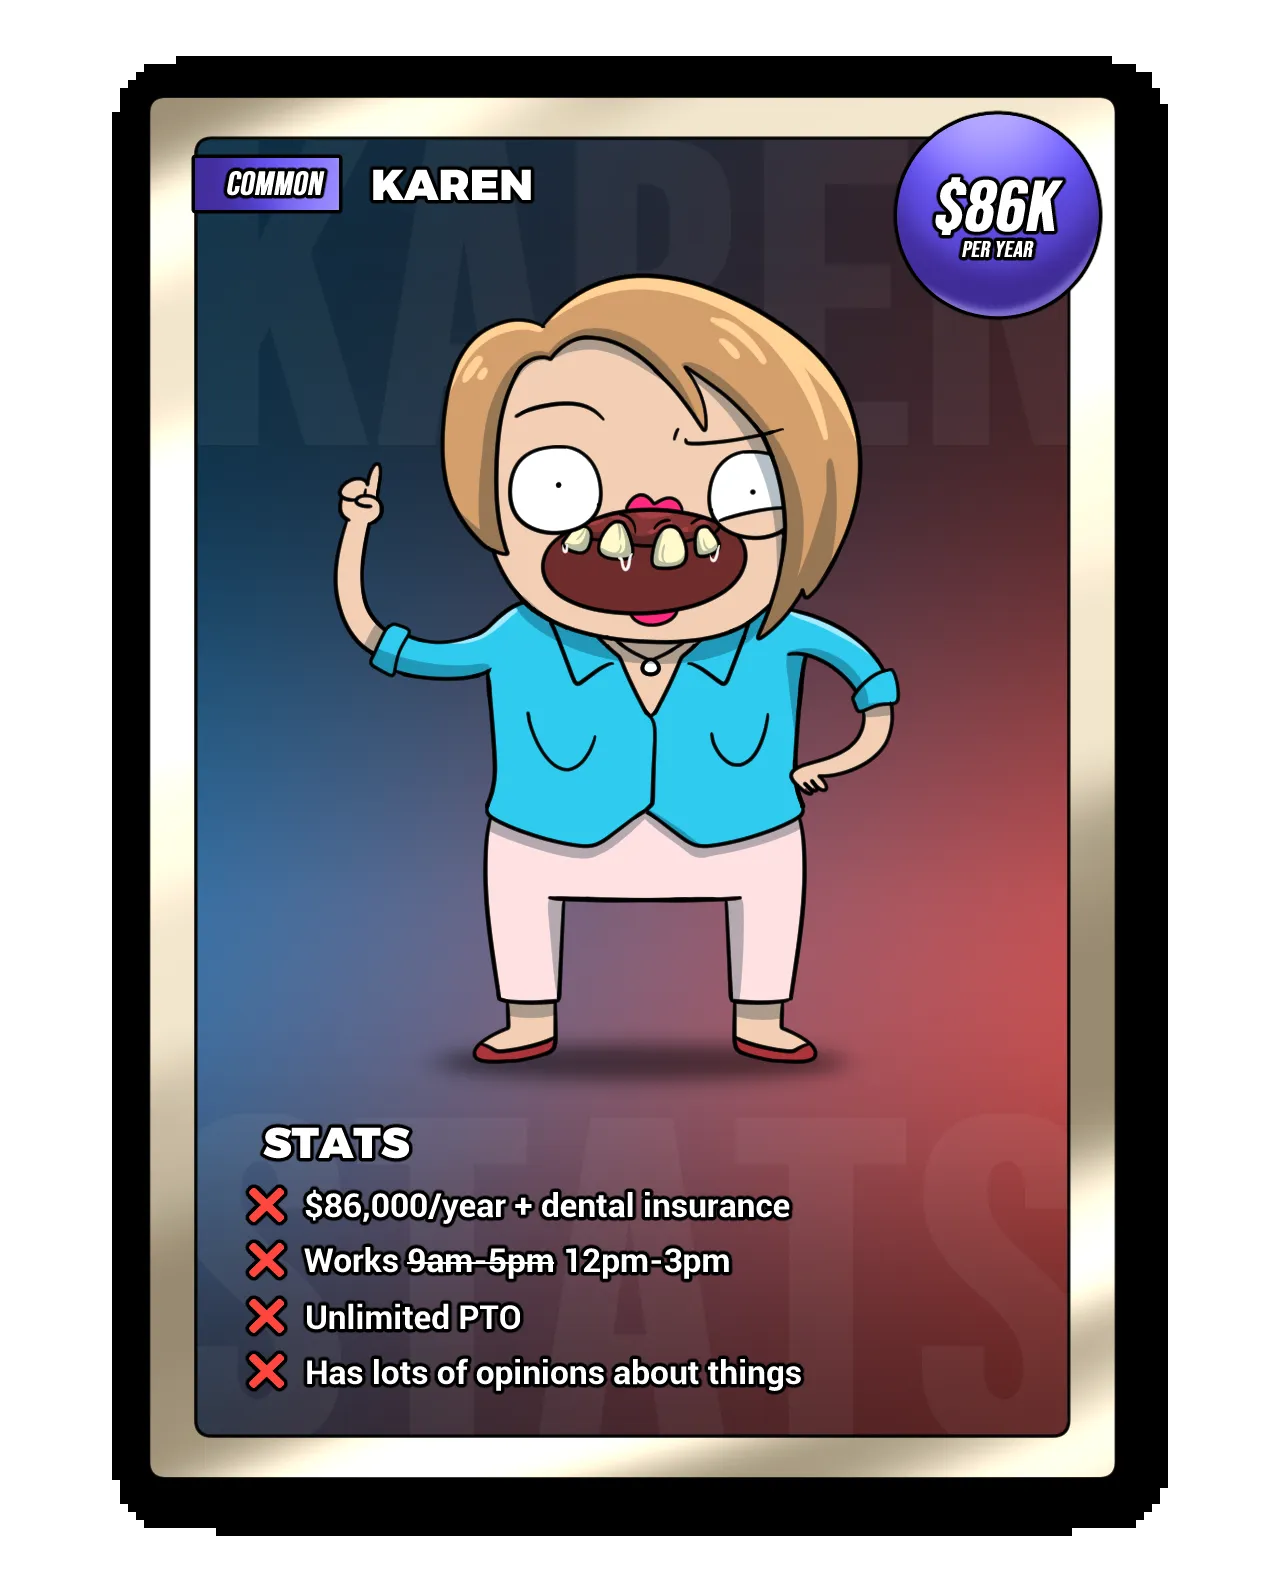 COMMON
KAREN
$86K
PER YEAR
KAREN
STATS
$86,000/year + dental insurance
Works 9am-5pm 12pm-3pm
Unlimited PTO
Has lots of opinions about things
STATS